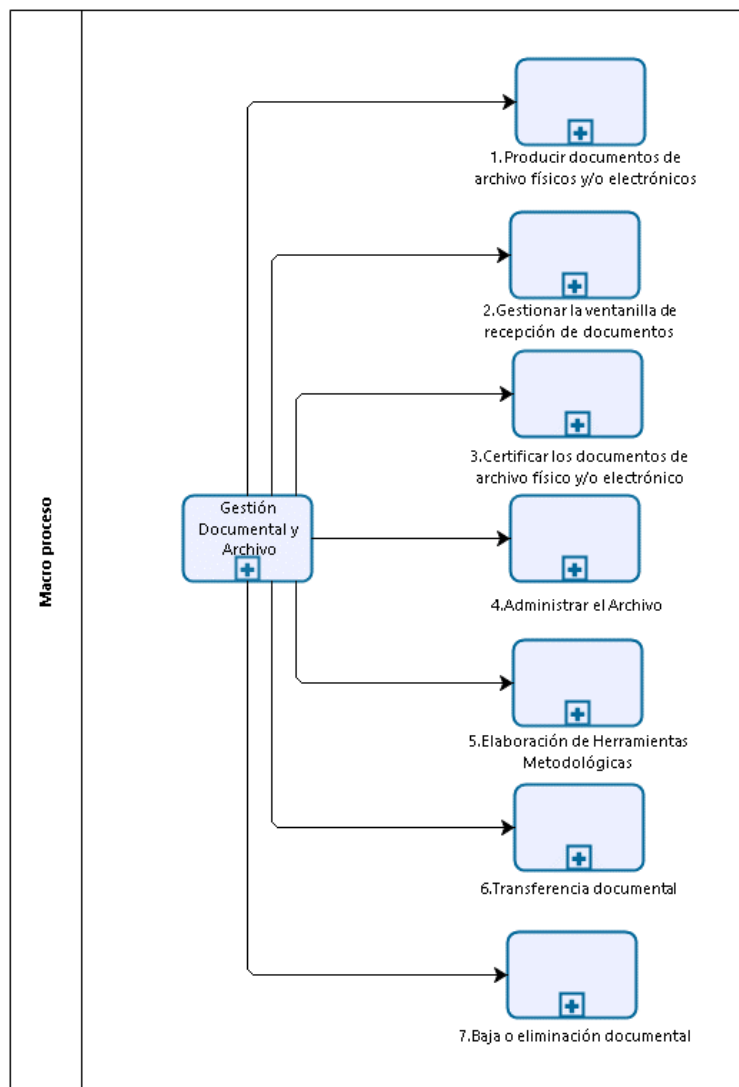 Macro proceso
Gestión
Documental y
Archivo
1.Producir documentos de
archivo físicos y/o electrónicos
2.Gestionar la ventanilla de
recepción de documentos
3.Certificar los documentos de
archivo físico y/o electrónico
4.Administrar el Archivo
5.Elaboración de Herramientas
Metodológicas
6.Transferencia documental
7.Baja o eliminación documental